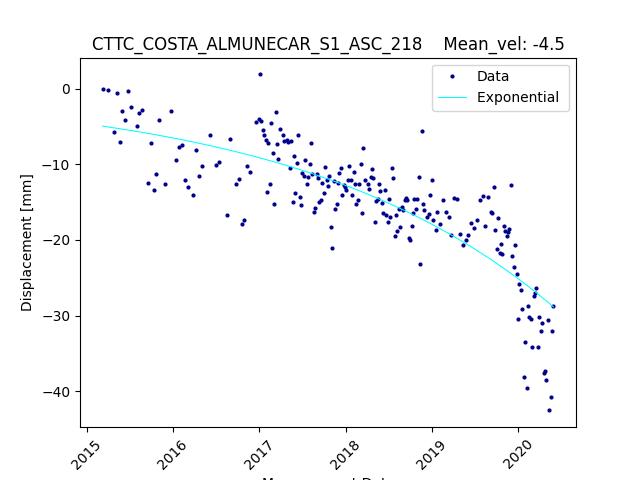 CTTC_COSTA_ALMUNECAR_S1_ASC_218    Mean_vel: -4.5
Data
Exponential
Displacement [mm]
0
−10
−20
−30
−40
2015
2016
2017
2018
2019
2020